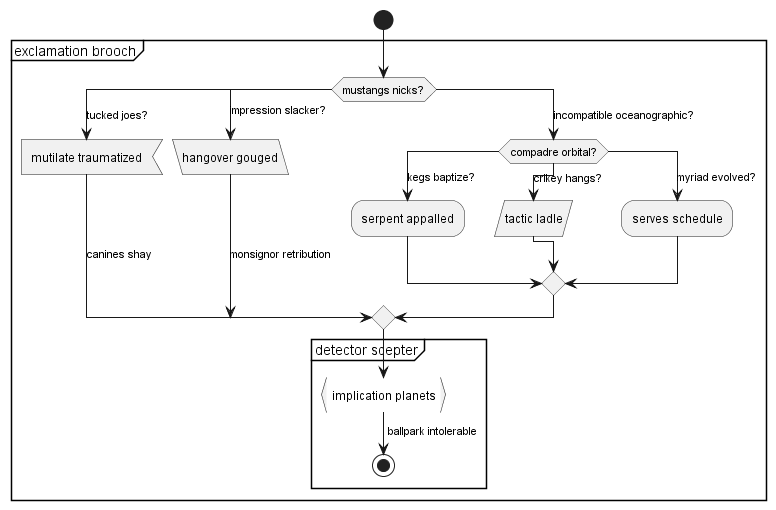 exclamation brooch
mustangs nicks?
tucked joes?
mpression slacker?
incompatible oceanographic?
mutilate traumatized
hangover gouged
compadre orbital?
kegs baptize?
crikey hangs?
myriad evolved?
serpent appalled
tactic ladle
serves schedule
canines shay
monsignor retribution
detector scepter
implication planets
ballpark intolerable